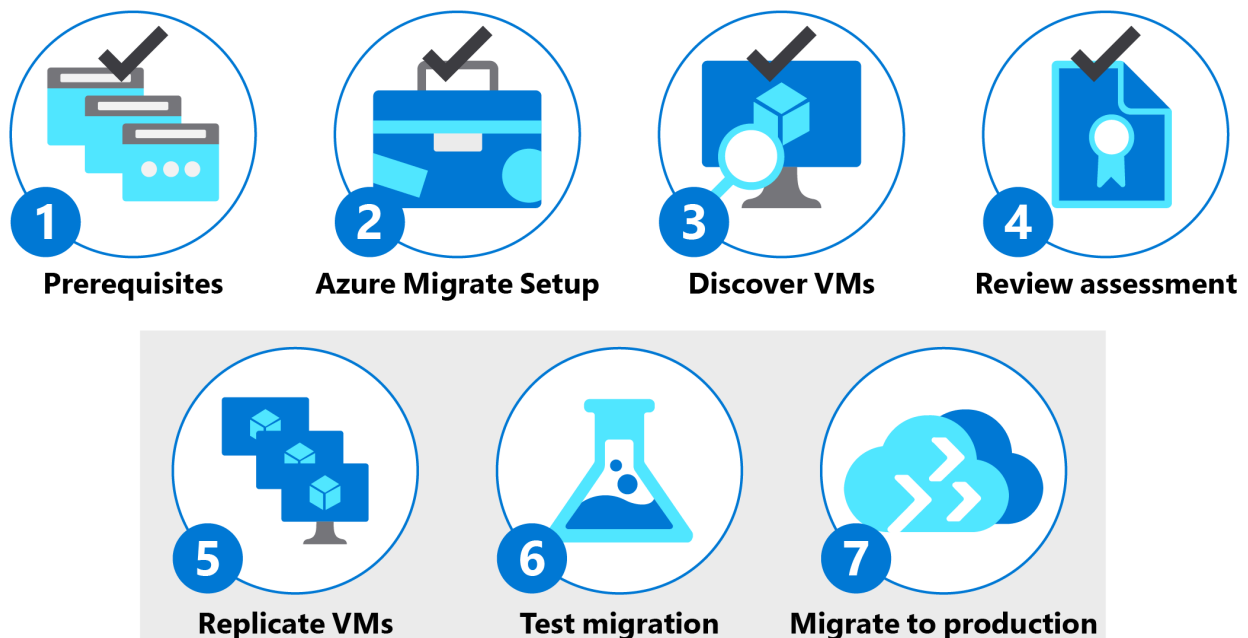 1
Prerequisites
2
Azure Migrate Setup
3
Discover VMs
4
Review assessment
5
Replicate VMs
6
Test migration
7
Migrate to production